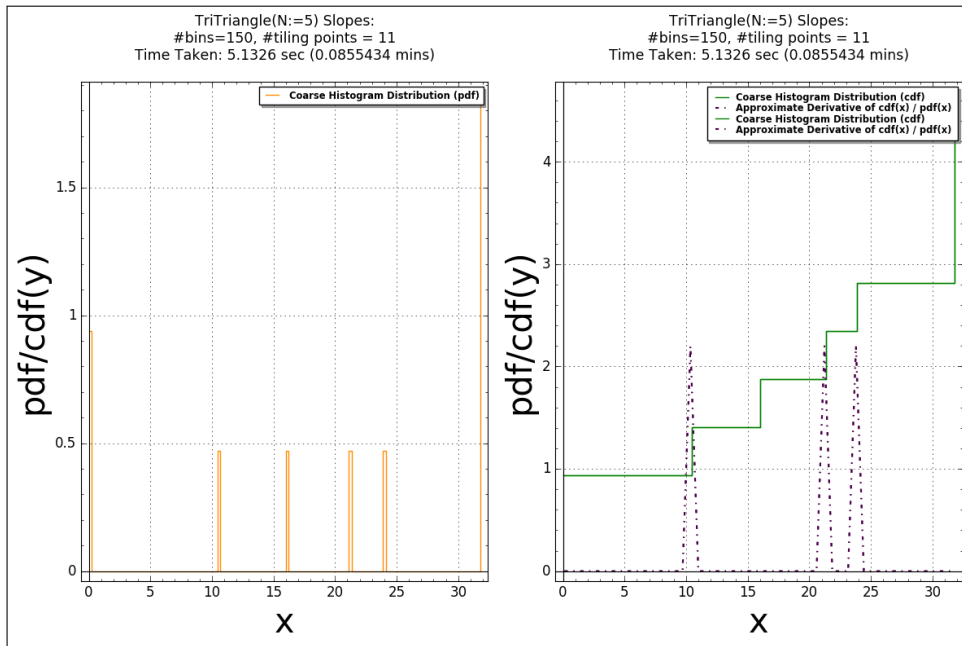 TriTriangle(N:=5) Slopes:
#bins=150, #tiling points = 11
Time Taken: 5.1326 sec (0.0855434 mins)
Coarse Histogram Distribution (pdf)
pdf/cdf(y)
1.5
1
0.5
0
0 5 10 15 20 25 30
X
TriTriangle(N:=5) Slopes:
#bins=150, #tiling points = 11
Time Taken: 5.1326 sec (0.0855434 mins)
Coarse Histogram Distribution (cdf)
Approximate Derivative of cdf(x) / pdf(x)
Coarse Histogram Distribution (cdf)
Approximate Derivative of cdf(x) / pdf(x)
pdf/cdf(y)
4
3
2
1
0
0 5 10 15 20 25 30
X